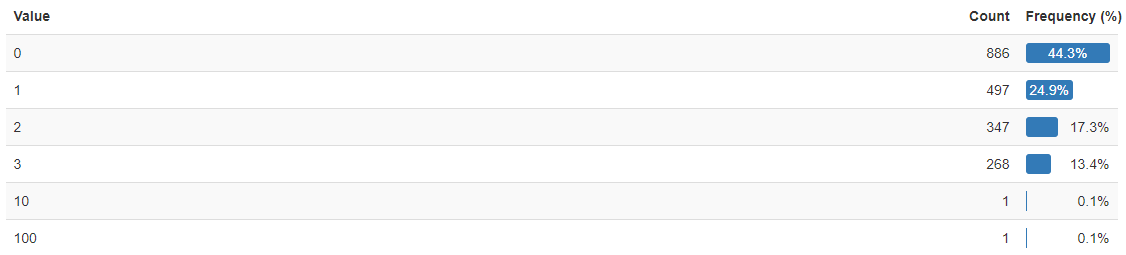 Value Count Frequency (%)
0 886 44.3%
1 497 24.9%
2 347 17.3%
3 268 13.4%
10 1 0.1%
100 1 0.1%